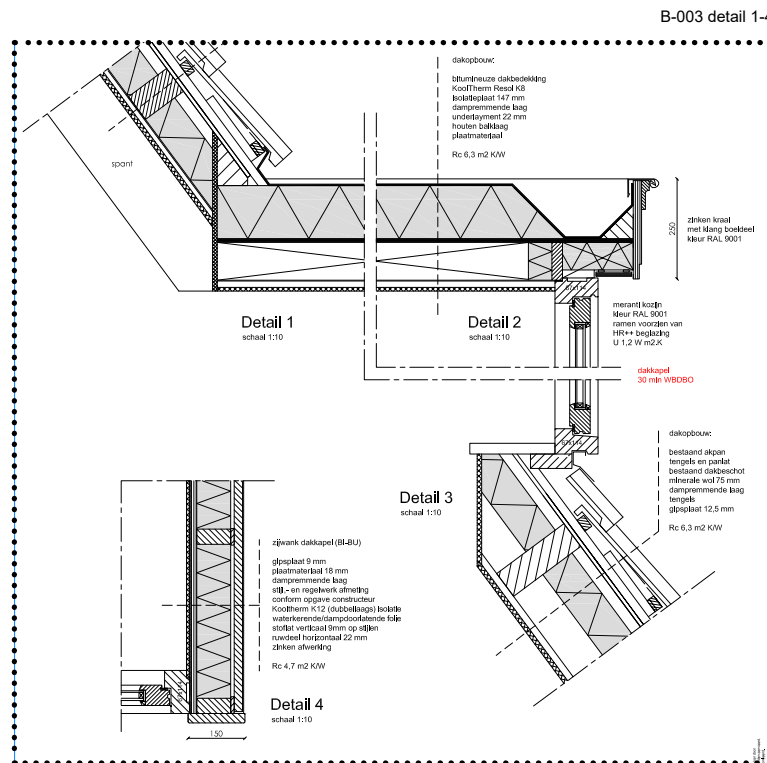 B-003 detail 1-4
dakopbouw:
bitumineuze dakbedekking
KoolTherm Resol K8
Isolatieplaat 147 mm
dampremmende laag
underlayment 22 mm
houten balklaag
plaatmateriaal
Rc 6,3 m2 K/W
spant
250
zinken kraal
met klang boeideel
kleur RAL 9001
Detail 1
schaal 1:10
Detail 2
schaal 1:10
67x114
meranti kozijn
kleur RAL 9001
ramen voorzien van
HR++ beglazing
U 1,2 W m2.K
dakkapel
30 min WBDBO
67x114
dakopbouw:
bestaand akpan
tengels en panlat
bestaand dakbeschot
minerale wol 75 mm
dampremmende laag
tengels
gipsplaat 12,5 mm
Rc 6,3 m2 K/W
Detail 3
schaal 1:10
zijwank dakkapel (BI-BU)
gipsplaat 9 mm
plaatmateriaal 18 mm
dampremmende laag
stijl,- en regelwerk afmeting
conform opgave constructeur
Kooltherm K12 (dubbellaags) isolatie
waterkerende/dampdoorlatende folie
stoflat verticaal 9mm op stijlen
ruwdeel horizontaal 22 mm
zinken afwerking
Rc 4,7 m2 K/W
67x114
Detail 4
schaal 1:10
150